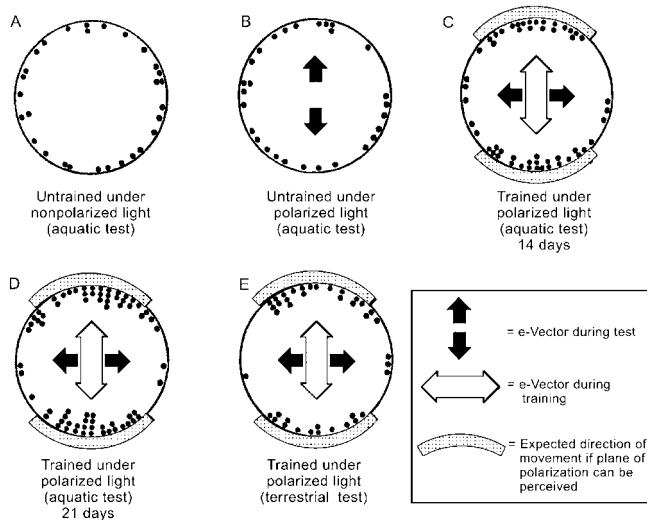 A
B
C
Untrained under
nonpolarized light
(aquatic test)
Untrained under
polarized light
(aquatic test)
Trained under
polarized light
(aquatic test)
14 days
D
E
Trained under
polarized light
(aquatic test)
21 days
Trained under
polarized light
(terrestrial test)
= e-Vector during test
= e-Vector during
training
= Expected direction of
movement if plane of
polarization can be
perceived